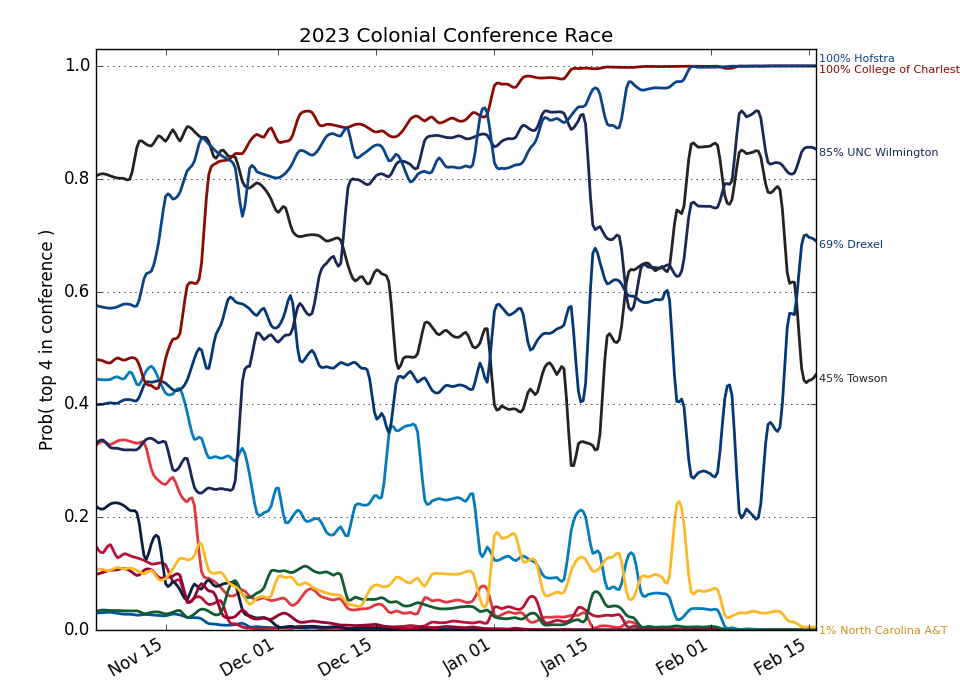 2023 Colonial Conference Race
Prob( top 4 in conference )
1.0
0.8
0.6
0.4
0.2
0.0
Nov 15
Dec 01
Dec 15
Jan 01
Jan 15
Feb 01
Feb 15
100% Hofstra
100% College of Charlest
85% UNC Wilmington
69% Drexel
45% Towson
1% North Carolina A&T